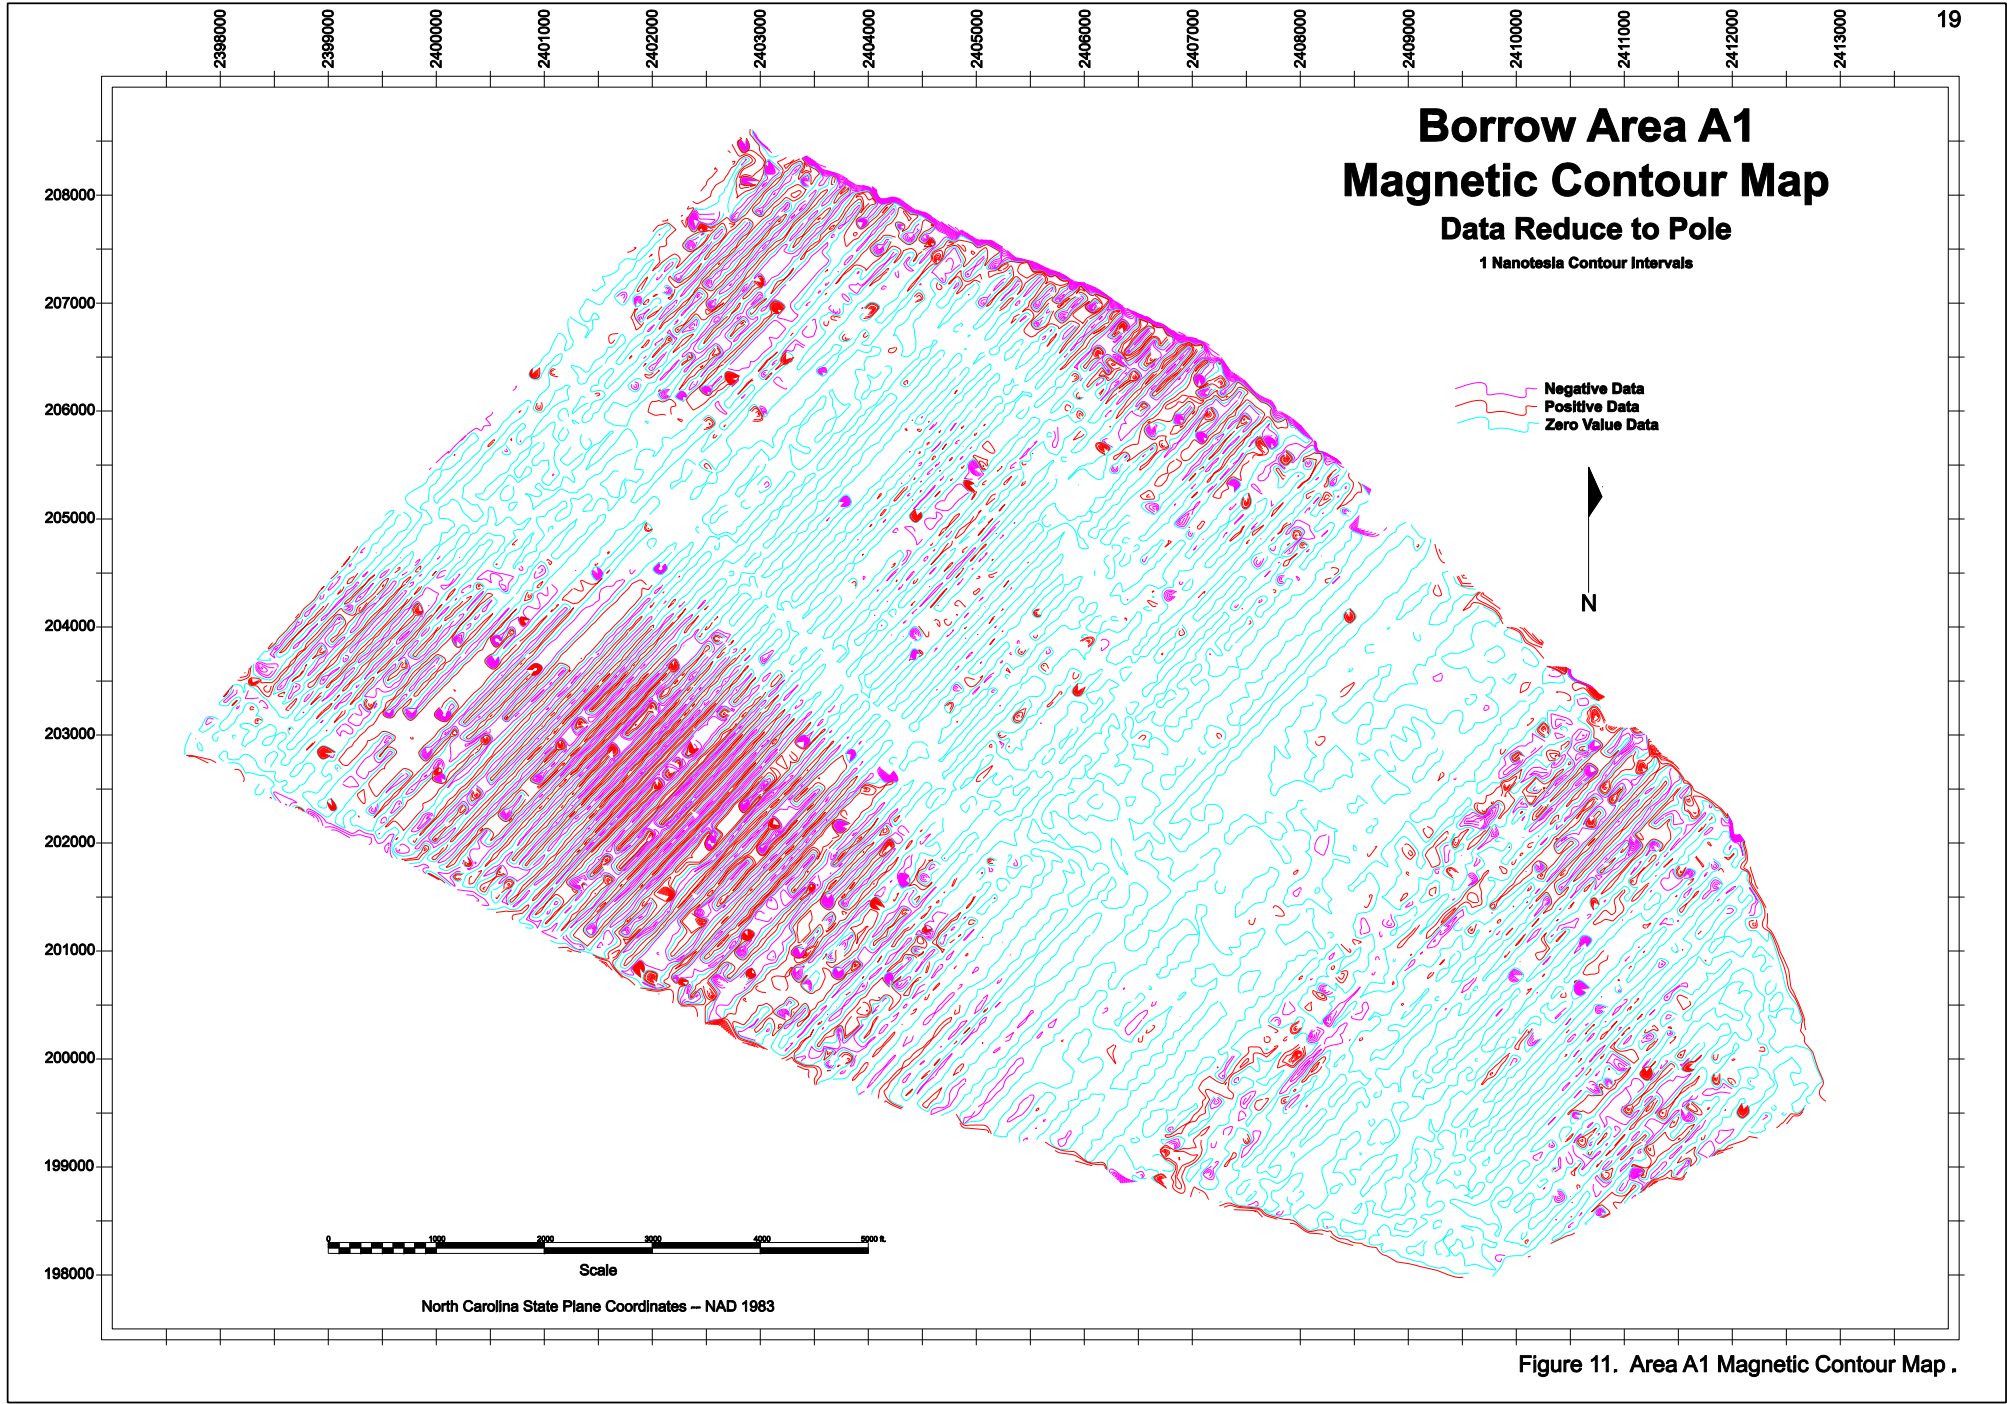 19
2398000
2399000
2400000
2401000
2402000
2403000
2404000
2405000
2406000
2407000
2408000
2409000
2410000
2411000
2412000
2413000
Borrow Area A1
Magnetic Contour Map
Data Reduce to Pole
1 Nanotesla Contour Intervals
208000
207000
206000
205000
204000
203000
202000
201000
200000
199000
198000
Negative Data
Positive Data
Zero Value Data
N
0 1000 2000 3000 4000 5000 ft.
Scale
North Carolina State Plane Coordinates – NAD 1983
Figure 11. Area A1 Magnetic Contour Map .